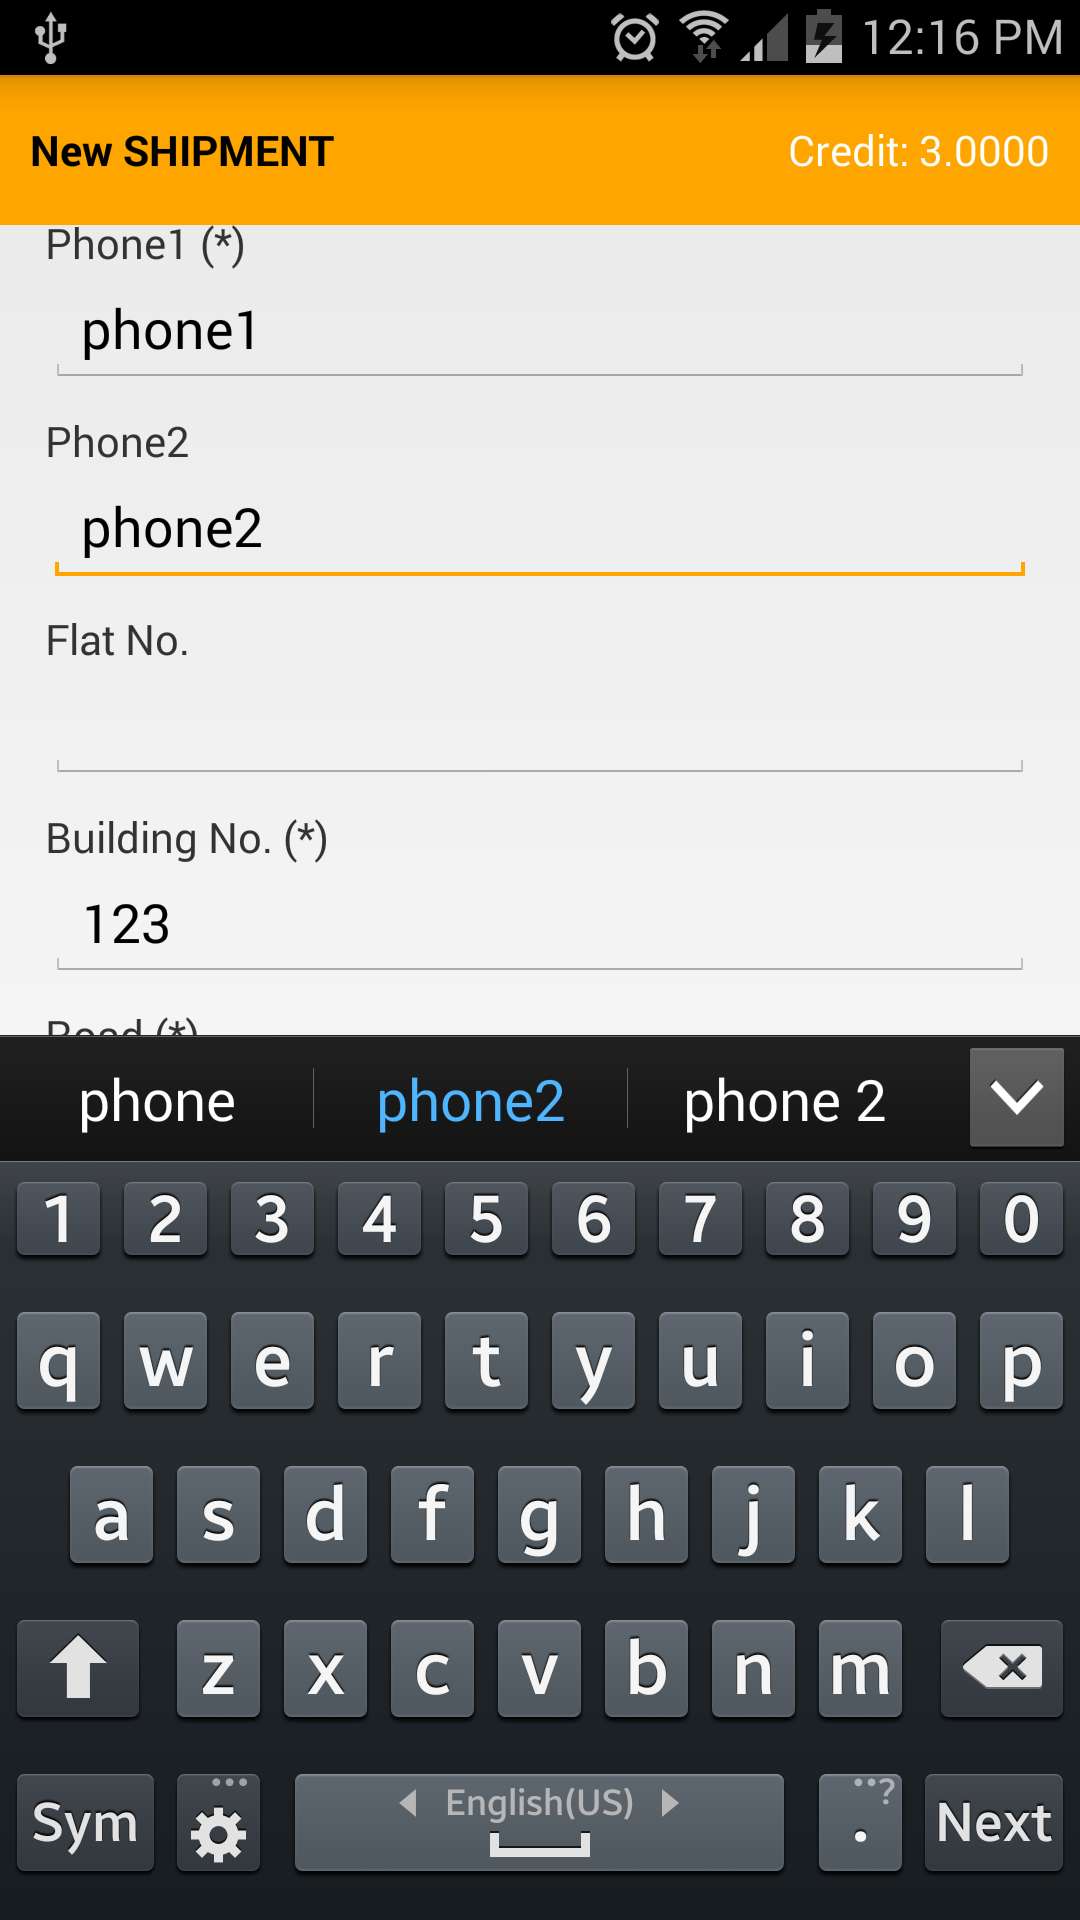 12:16 PM
New SHIPMENT Credit: 3.0000
Phone1 (*)
phone1
Phone2
phone2
Flat No.
Building No. (*)
123
Road (*)
phone phone2 phone 2
1 2 3 4 5 6 7 8 9 0
q w e r t y u i o p
a s d f g h j k l
z x c v b n m
Sym English(US) . ? Next